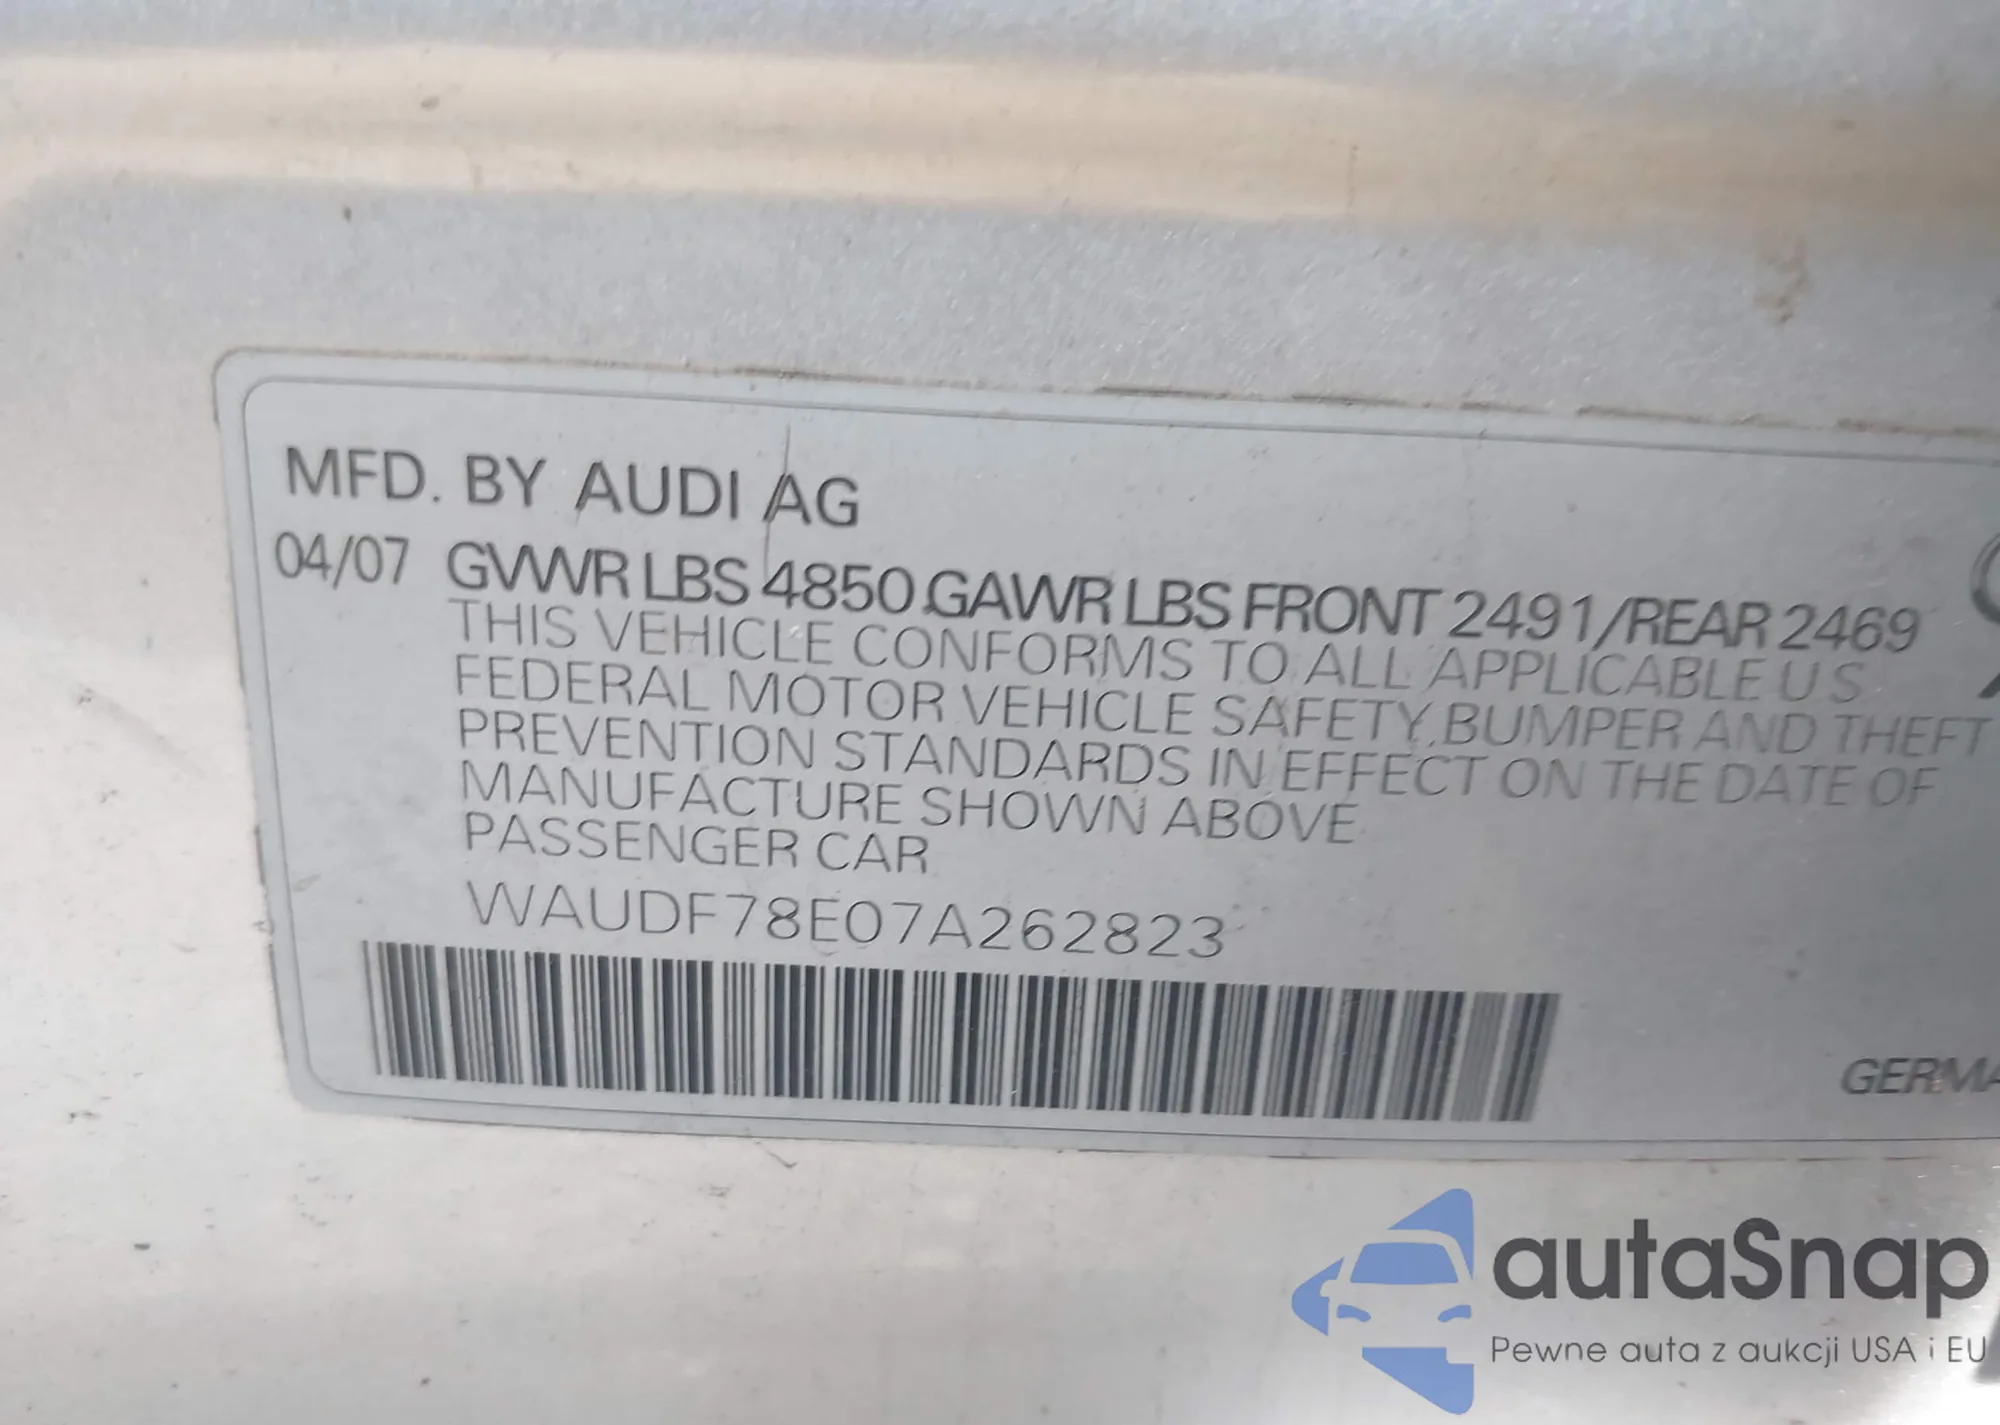 MFD. BY AUDI AG
04/07 GVWR LBS 4850 GAWR LBS FRONT 2491/REAR 2469
THIS VEHICLE CONFORMS TO ALL APPLICABLE U S
FEDERAL MOTOR VEHICLE SAFETY, BUMPER AND THEFT
PREVENTION STANDARDS IN EFFECT ON THE DATE OF
MANUFACTURE SHOWN ABOVE
PASSENGER CAR
WAUDF78E07A262823
GERMA
autaSnap
Pewne auta z aukcji USA i EU